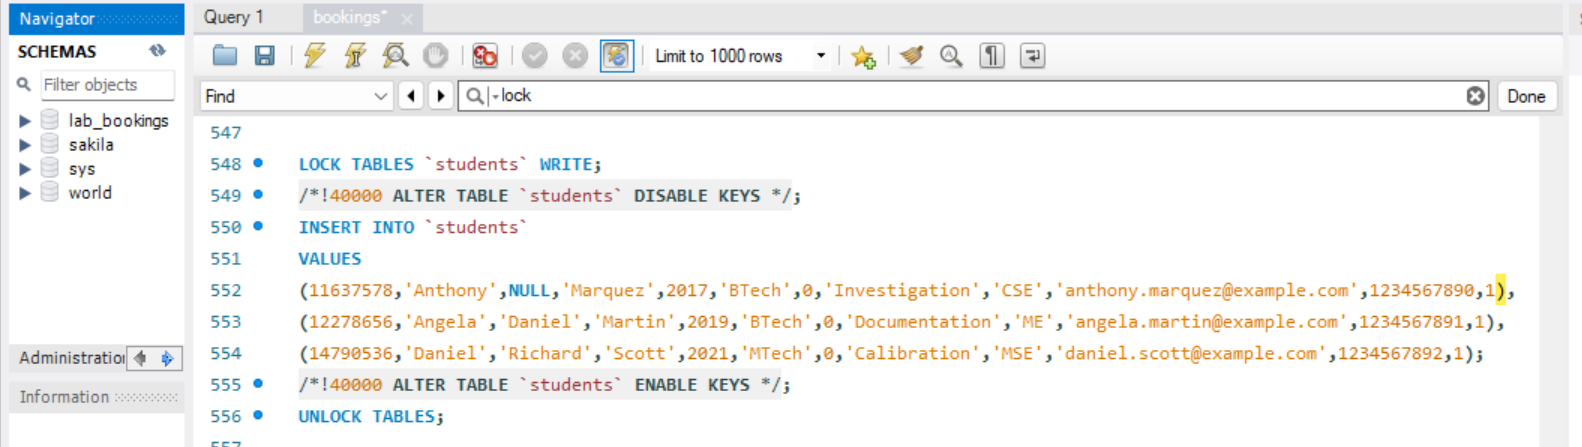 Navigator
SCHEMAS
Filter objects
lab_bookings
sakila
sys
world
Administration
Information
Query 1
bookings*
Limit to 1000 rows
Find
lock
Done
547
548 LOCK TABLES `students` WRITE;
549 /*!40000 ALTER TABLE `students` DISABLE KEYS */;
550 INSERT INTO `students`
551 VALUES
552 (11637578,'Anthony',NULL,'Marquez',2017,'BTech',0,'Investigation','CSE','anthony.marquez@example.com',1234567890,1),
553 (12278656,'Angela','Daniel','Martin',2019,'BTech',0,'Documentation','ME','angela.martin@example.com',1234567891,1),
554 (14790536,'Daniel','Richard','Scott',2021,'MTech',0,'Calibration','MSE','daniel.scott@example.com',1234567892,1);
555 /*!40000 ALTER TABLE `students` ENABLE KEYS */;
556 UNLOCK TABLES;
557